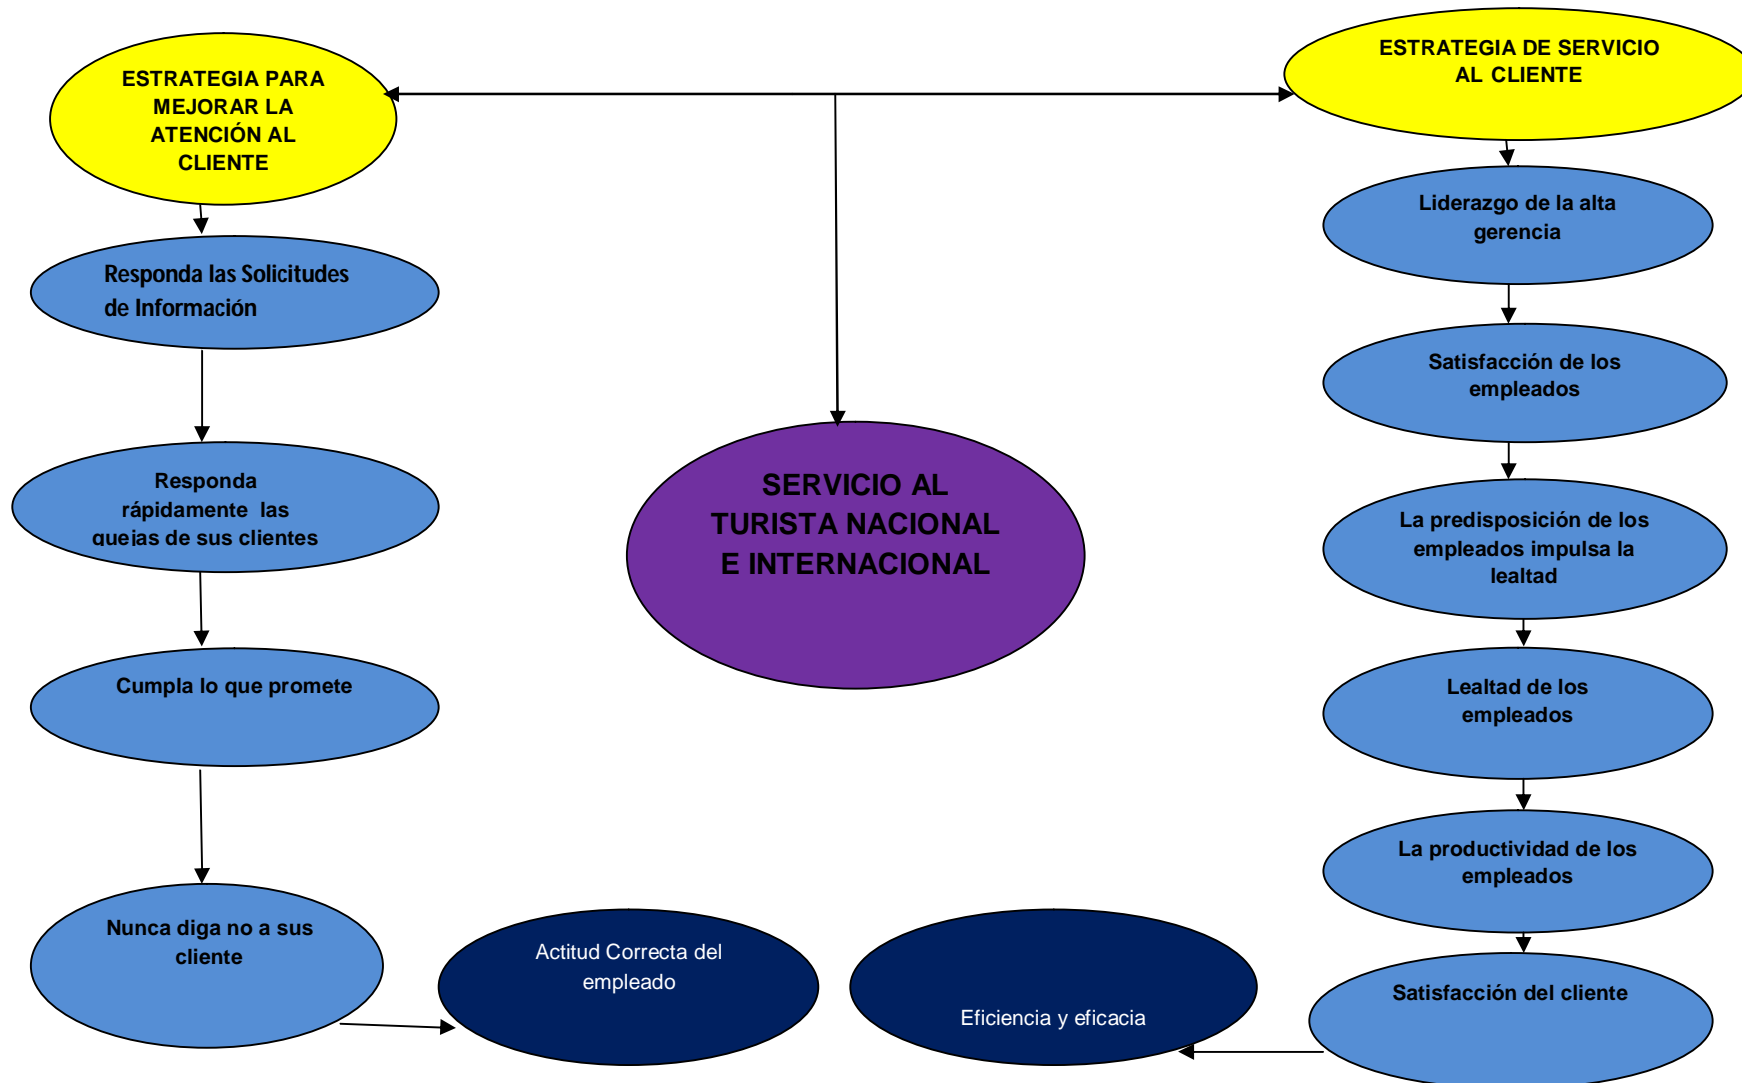 ESTRATEGIA PARA
MEJORAR LA
ATENCIÓN AL
CLIENTE
Responda las Solicitudes
de Información
Responda
rápidamente las
quejas de sus clientes
Cumpla lo que promete
Nunca diga no a sus
cliente
Actitud Correcta del
empleado
SERVICIO AL
TURISTA NACIONAL
E INTERNACIONAL
ESTRATEGIA DE SERVICIO
AL CLIENTE
Liderazgo de la alta
gerencia
Satisfacción de los
empleados
La predisposición de los
empleados impulsa la
lealtad
Lealtad de los
empleados
La productividad de los
empleados
Satisfacción del cliente
Eficiencia y eficacia